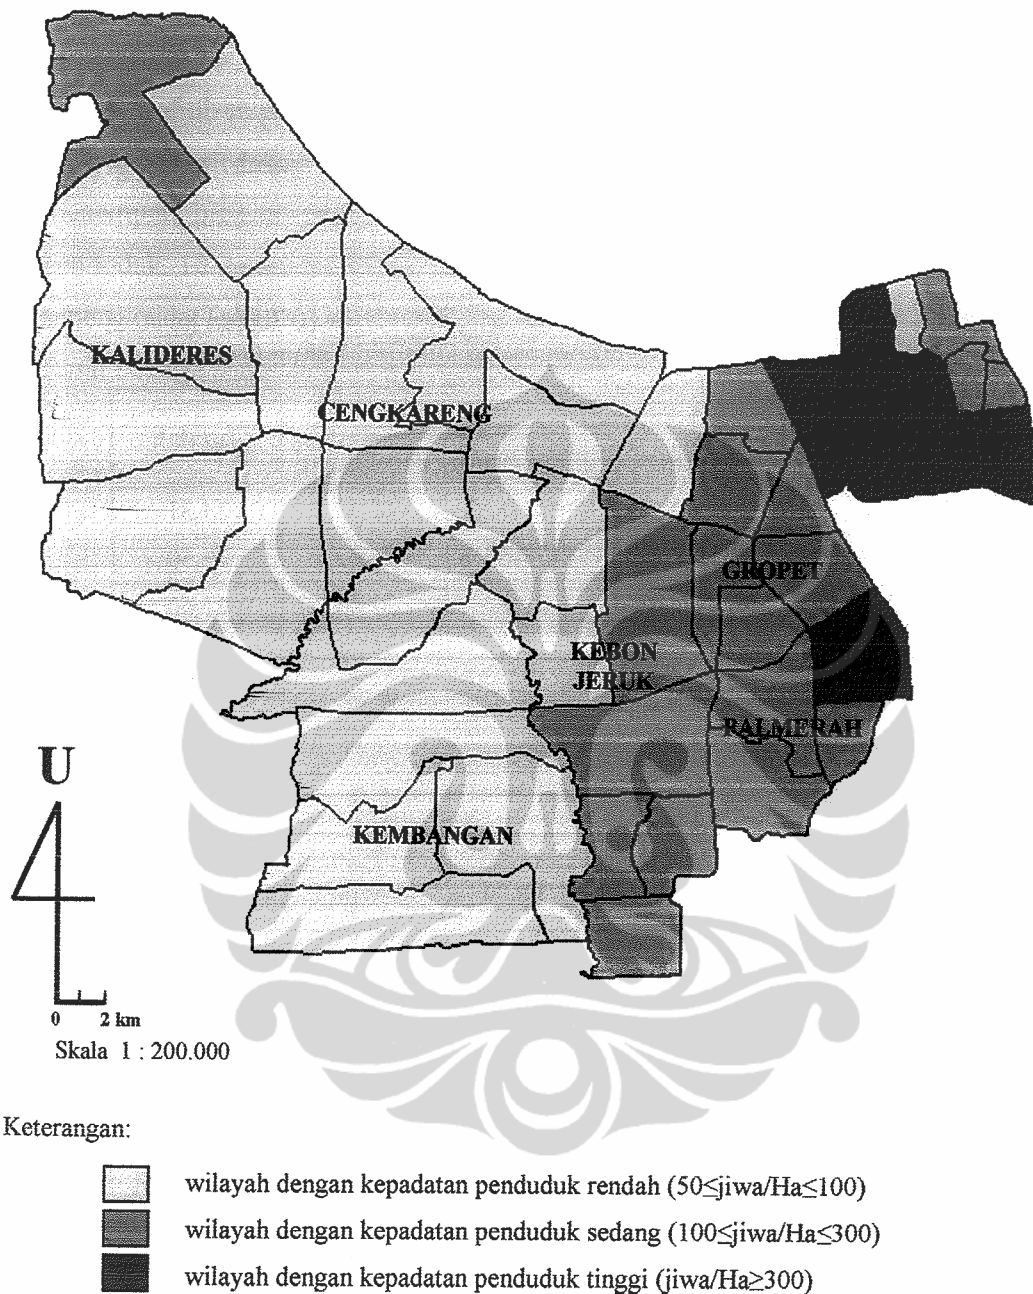 KALIDERES
CENGKARENG
GROPET
KEBON
JERUK
PALMERAH
U
KEMBANGAN
0 2 km
Skala 1 : 200.000
Keterangan:
wilayah dengan kepadatan penduduk rendah (50≤jiwa/Ha≤100)
wilayah dengan kepadatan penduduk sedang (100≤jiwa/Ha≤300)
wilayah dengan kepadatan penduduk tinggi (jiwa/Ha≥300)